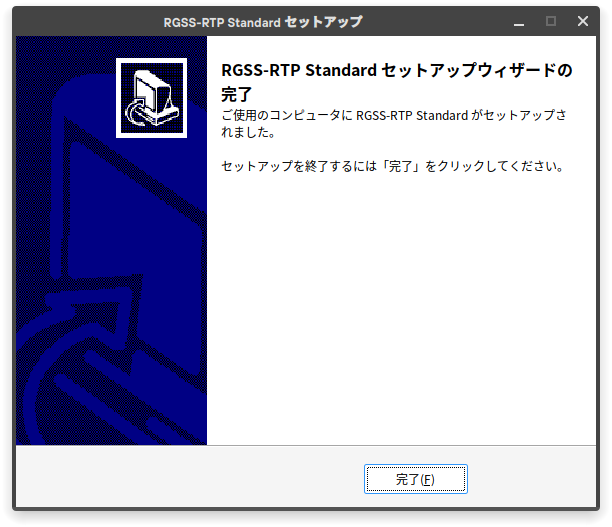 RGSS-RTP Standard セットアップ
RGSS-RTP Standard セットアップウィザードの
完了
ご使用のコンピュータに RGSS-RTP Standard がセットアップさ
れました。
セットアップを終了するには「完了」をクリックしてください。
完了(F)